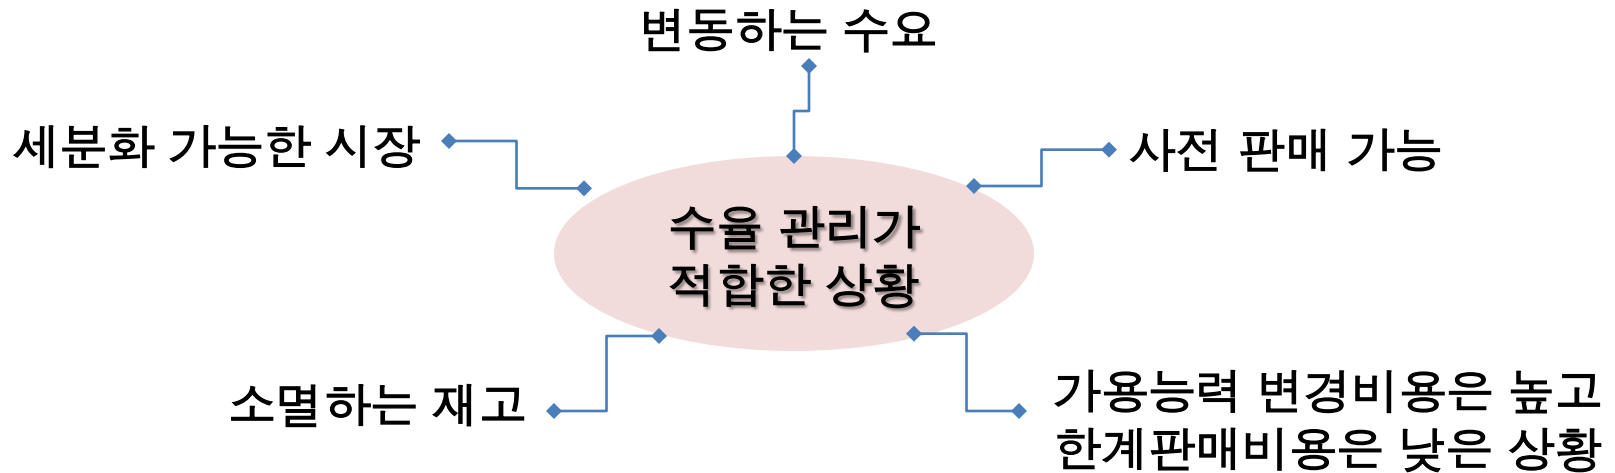 변동하는 수요
세분화 가능한 시장
사전 판매 가능
수율 관리가
적합한 상황
소멸하는 재고
가용능력 변경비용은 높고
한계판매비용은 낮은 상황